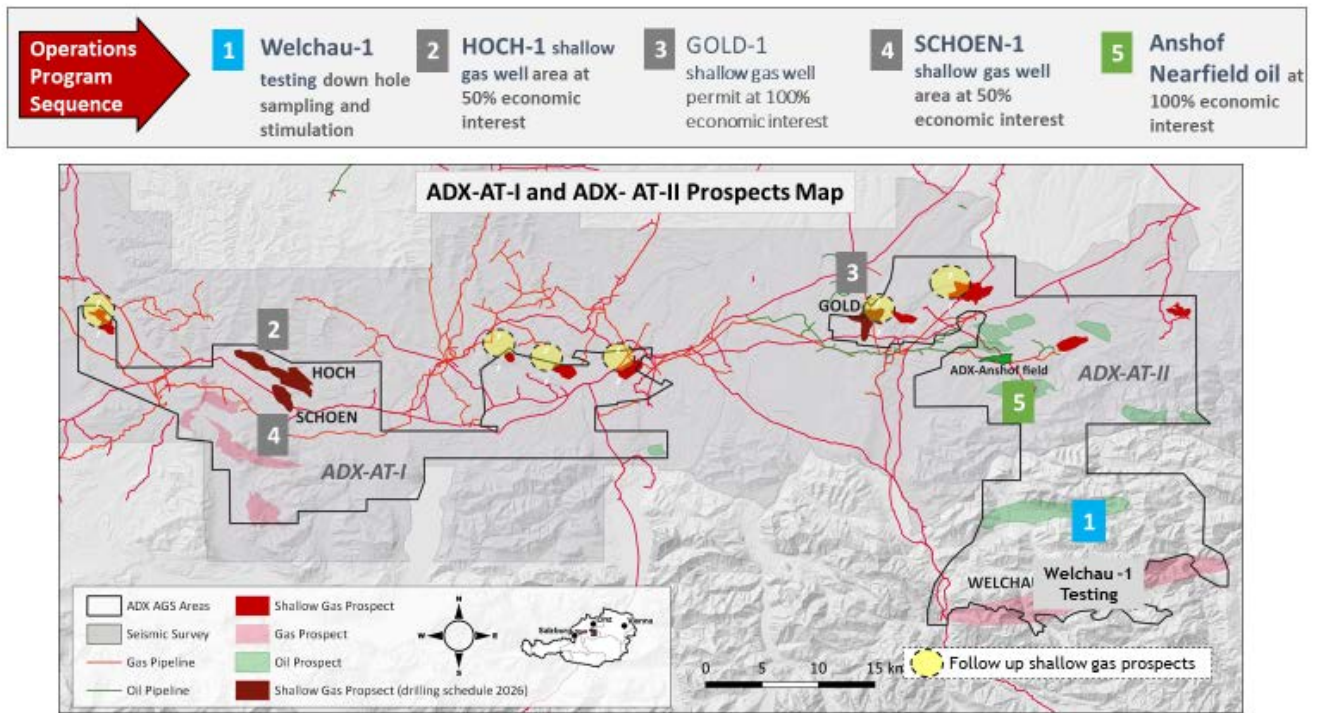 Operations
Program
Sequence
1
Welchau-1
testing down hole
sampling and
stimulation
2
HOCH-1 shallow
gas well area at
50% economic
interest
3
GOLD-1
shallow gas well
permit at 100%
economic interest
4
SCHOEN-1
shallow gas well
area at 50%
economic interest
5
Anshof
Nearfield oil at
100% economic
interest
ADX-AT-I and ADX- AT-II Prospects Map
3
GOLD
2
HOCH
SCHOEN
4
ADX-AT-I
ADX-Anshof field
ADX-AT-II
5
1
WELCHAU
Welchau -1
Testing
ADX AGS Areas
Seismic Survey
Gas Pipeline
Oil Pipeline
Shallow Gas Prospect
Gas Prospect
Oil Prospect
Shallow Gas Propsect (drilling schedule 2026)
N
W
E
S
Salzburg
Linz
Vienna
0 5 10 15 km
Follow up shallow gas prospects